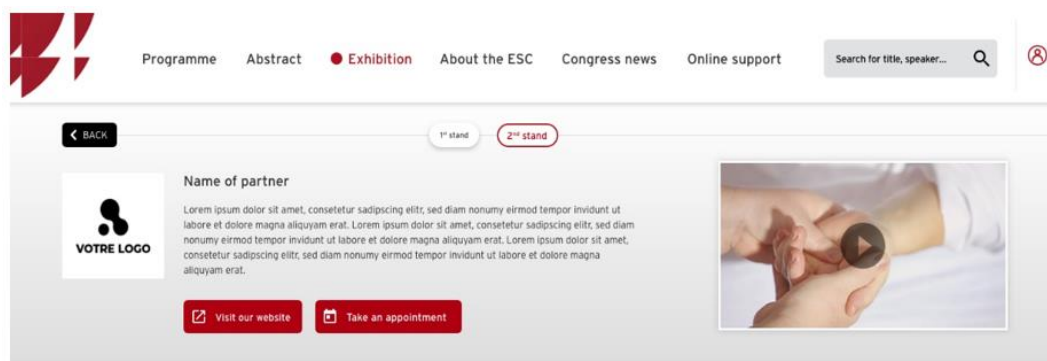 Programme
Abstract
Exhibition
About the ESC
Congress news
Online support
Search for title, speaker...
BACK
1st stand
2nd stand
VOTRE LOGO
Name of partner
Lorem ipsum dolor sit amet, consetetur sadipscing elitr, sed diam nonumy eirmod tempor invidunt ut
labore et dolore magna aliquyam erat. Lorem ipsum dolor sit amet, consetetur sadipscing elitr, sed diam
nonumy eirmod tempor invidunt ut labore et dolore magna aliquyam erat. Lorem ipsum dolor sit amet,
consetetur sadipscing elitr, sed diam nonumy eirmod tempor invidunt ut labore et dolore magna
aliquyam erat.
Visit our website
Take an appointment